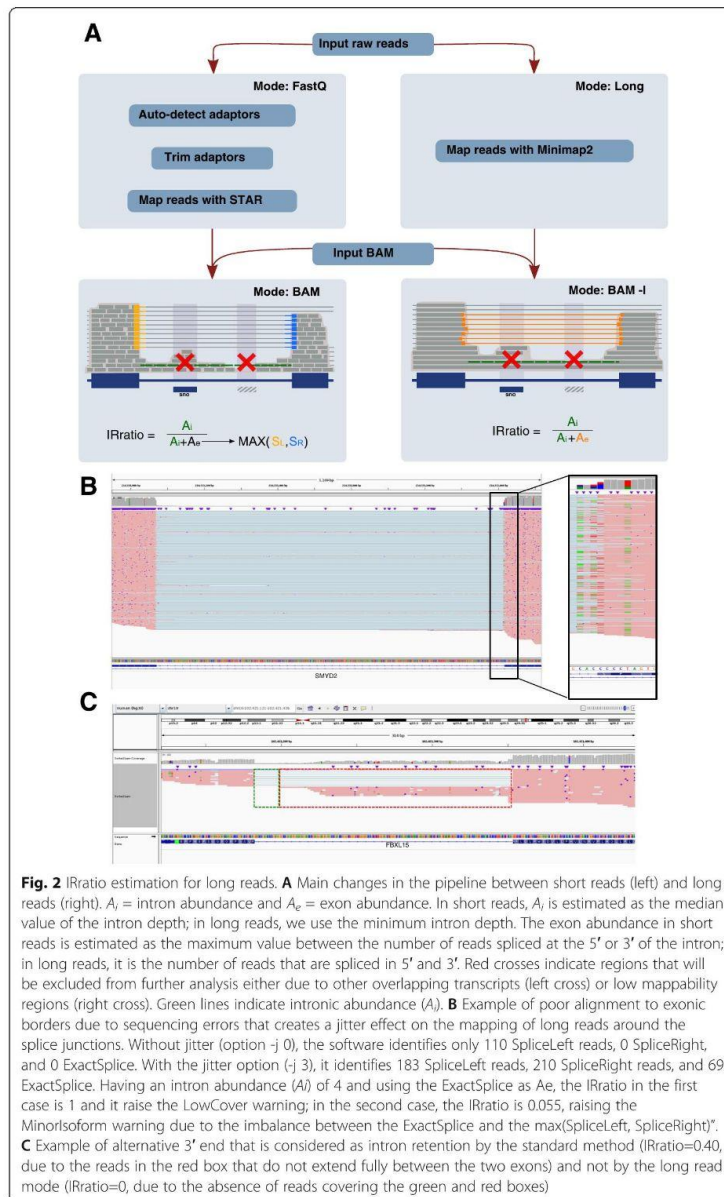 A
Input raw reads
Mode: FastQ
Auto-detect adaptors
Trim adaptors
Map reads with STAR
Mode: Long
Map reads with Minimap2
Input BAM
Mode: BAM
sno
IRratio = Ai / Ai+Ae → MAX(SL,SR)
Mode: BAM -l
sno
IRratio = Ai / Ai+Ae
B
SMYD2
C
FBXL15
Fig. 2 IRratio estimation for long reads. A Main changes in the pipeline between short reads (left) and long
reads (right). Ai = intron abundance and Ae = exon abundance. In short reads, Ai is estimated as the median
value of the intron depth; in long reads, we use the minimum intron depth. The exon abundance in short
reads is estimated as the maximum value between the number of reads spliced at the 5′ or 3′ of the intron;
in long reads, it is the number of reads that are spliced in 5′ and 3′. Red crosses indicate regions that will
be excluded from further analysis either due to other overlapping transcripts (left cross) or low mappability
regions (right cross). Green lines indicate intronic abundance (Ai). B Example of poor alignment to exonic
borders due to sequencing errors that creates a jitter effect on the mapping of long reads around the
splice junctions. Without jitter (option -j 0), the software identifies only 110 SpliceLeft reads, 0 SpliceRight,
and 0 ExactSplice. With the jitter option (-j 3), it identifies 183 SpliceLeft reads, 210 SpliceRight reads, and 69
ExactSplice. Having an intron abundance (Ai) of 4 and using the ExactSplice as Ae, the IRratio in the first
case is 1 and it raise the LowCover warning; in the second case, the IRratio is 0.055, raising the
MinorIsoform warning due to the imbalance between the ExactSplice and the max(SpliceLeft, SpliceRight)”.
C Example of alternative 3′ end that is considered as intron retention by the standard method (IRratio=0.40,
due to the reads in the red box that do not extend fully between the two exons) and not by the long read
mode (IRratio=0, due to the absence of reads covering the green and red boxes)